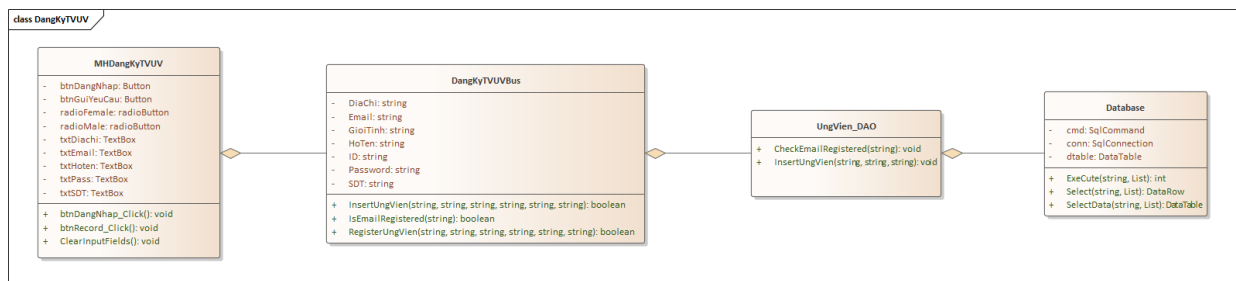 class DangKyTVUV
MHDangKyTVUV
- btnDangNhap: Button
- btnGuiYeuCau: Button
- radioFemale: radioButton
- radioMale: radioButton
- txtDiachi: TextBox
- txtEmail: TextBox
- txtHoten: TextBox
- txtPass: TextBox
- txtSDT: TextBox
+ btnDangNhap_Click(): void
+ btnRecord_Click(): void
+ ClearInputFields(): void
DangKyTVUVBus
- DiaChi: string
- Email: string
- GioiTinh: string
- HoTen: string
- ID: string
- Password: string
- SDT: string
+ InsertUngVien(string, string, string, string, string, string): boolean
+ IsEmailRegistered(string): boolean
+ RegisterUngVien(string, string, string, string, string, string): boolean
UngVien_DAO
+ CheckEmailRegistered(string): void
+ InsertUngVien(string, string, string): void
Database
- cmd: SqlCommand
- conn: SqlConnection
- dtable: DataTable
+ ExeCute(string, List): int
+ Select(string, List): DataRow
+ SelectData(string, List): DataTable